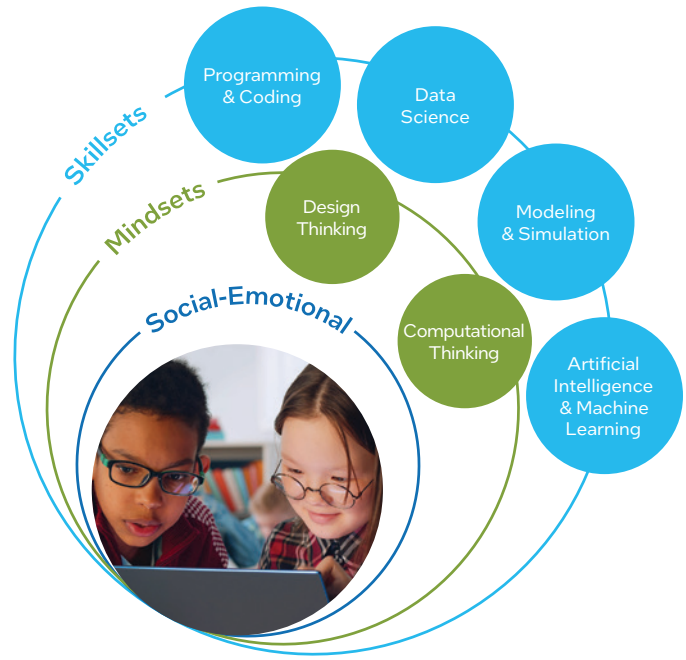 Skillsets
Programming
& Coding
Data
Science
Modeling
& Simulation
Artificial
Intelligence
& Machine
Learning
Mindsets
Design
Thinking
Computational
Thinking
Social-Emotional